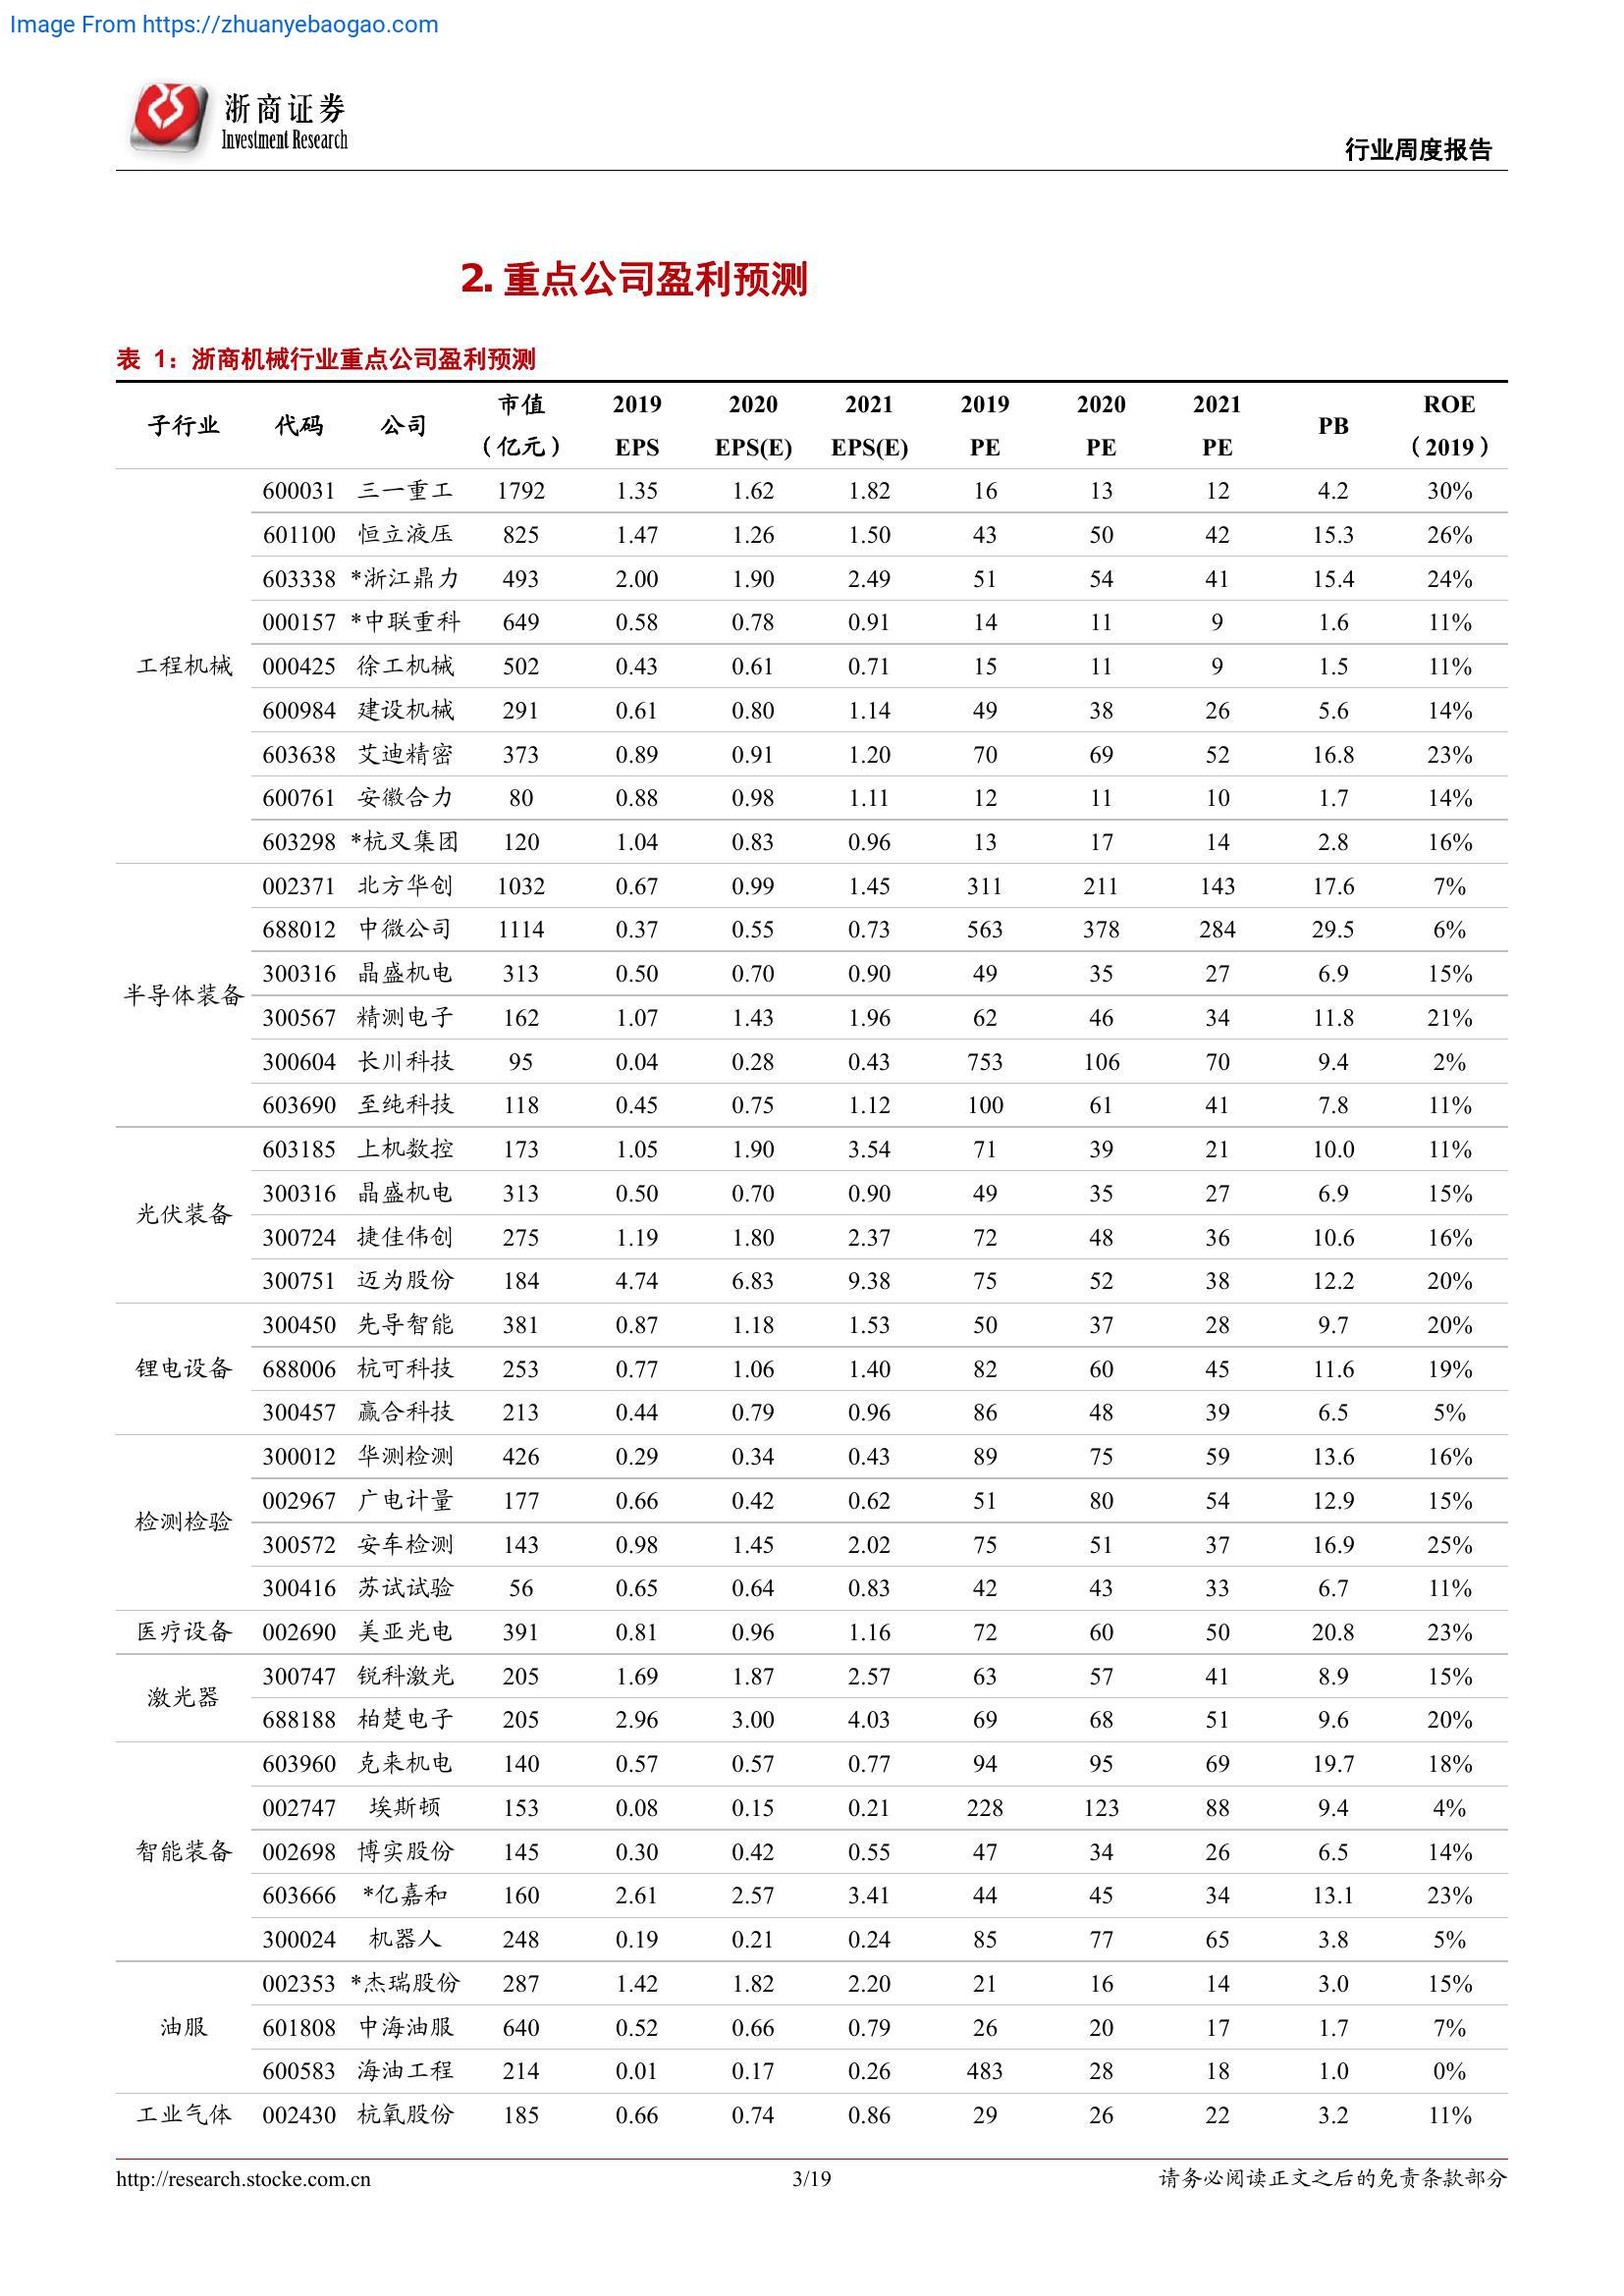 Image From https://zhuanyebaogao.com
浙商证券
Investment Research
行业周度报告
2. 重点公司盈利预测
表 1：浙商机械行业重点公司盈利预测
子行业 代码 公司 市值（亿元） 2019 EPS 2020 EPS(E) 2021 EPS(E) 2019 PE 2020 PE 2021 PE PB ROE（2019）
工程机械
600031 三一重工 1792 1.35 1.62 1.82 16 13 12 4.2 30%
601100 恒立液压 825 1.47 1.26 1.50 43 50 42 15.3 26%
603338 *浙江鼎力 493 2.00 1.90 2.49 51 54 41 15.4 24%
000157 *中联重科 649 0.58 0.78 0.91 14 11 9 1.6 11%
000425 徐工机械 502 0.43 0.61 0.71 15 11 9 1.5 11%
600984 建设机械 291 0.61 0.80 1.14 49 38 26 5.6 14%
603638 艾迪精密 373 0.89 0.91 1.20 70 69 52 16.8 23%
600761 安徽合力 80 0.88 0.98 1.11 12 11 10 1.7 14%
603298 *杭叉集团 120 1.04 0.83 0.96 13 17 14 2.8 16%
半导体装备
002371 北方华创 1032 0.67 0.99 1.45 311 211 143 17.6 7%
688012 中微公司 1114 0.37 0.55 0.73 563 378 284 29.5 6%
300316 晶盛机电 313 0.50 0.70 0.90 49 35 27 6.9 15%
300567 精测电子 162 1.07 1.43 1.96 62 46 34 11.8 21%
300604 长川科技 95 0.04 0.28 0.43 753 106 70 9.4 2%
603690 至纯科技 118 0.45 0.75 1.12 100 61 41 7.8 11%
光伏装备
603185 上机数控 173 1.05 1.90 3.54 71 39 21 10.0 11%
300316 晶盛机电 313 0.50 0.70 0.90 49 35 27 6.9 15%
300724 捷佳伟创 275 1.19 1.80 2.37 72 48 36 10.6 16%
300751 迈为股份 184 4.74 6.83 9.38 75 52 38 12.2 20%
锂电设备
300450 先导智能 381 0.87 1.18 1.53 50 37 28 9.7 20%
688006 杭可科技 253 0.77 1.06 1.40 82 60 45 11.6 19%
300457 赢合科技 213 0.44 0.79 0.96 86 48 39 6.5 5%
检测检验
300012 华测检测 426 0.29 0.34 0.43 89 75 59 13.6 16%
002967 广电计量 177 0.66 0.42 0.62 51 80 54 12.9 15%
300572 安车检测 143 0.98 1.45 2.02 75 51 37 16.9 25%
300416 苏试试验 56 0.65 0.64 0.83 42 43 33 6.7 11%
医疗设备 002690 美亚光电 391 0.81 0.96 1.16 72 60 50 20.8 23%
激光器
300747 锐科激光 205 1.69 1.87 2.57 63 57 41 8.9 15%
688188 柏楚电子 205 2.96 3.00 4.03 69 68 51 9.6 20%
智能装备
603960 克来机电 140 0.57 0.57 0.77 94 95 69 19.7 18%
002747 埃斯顿 153 0.08 0.15 0.21 228 123 88 9.4 4%
002698 博实股份 145 0.30 0.42 0.55 47 34 26 6.5 14%
603666 *亿嘉和 160 2.61 2.57 3.41 44 45 34 13.1 23%
300024 机器人 248 0.19 0.21 0.24 85 77 65 3.8 5%
油服
002353 *杰瑞股份 287 1.42 1.82 2.20 21 16 14 3.0 15%
601808 中海油服 640 0.52 0.66 0.79 26 20 17 1.7 7%
600583 海油工程 214 0.01 0.17 0.26 483 28 18 1.0 0%
工业气体 002430 杭氧股份 185 0.66 0.74 0.86 29 26 22 3.2 11%
http://research.stocke.com.cn 3/19 请务必阅读正文之后的免责条款部分